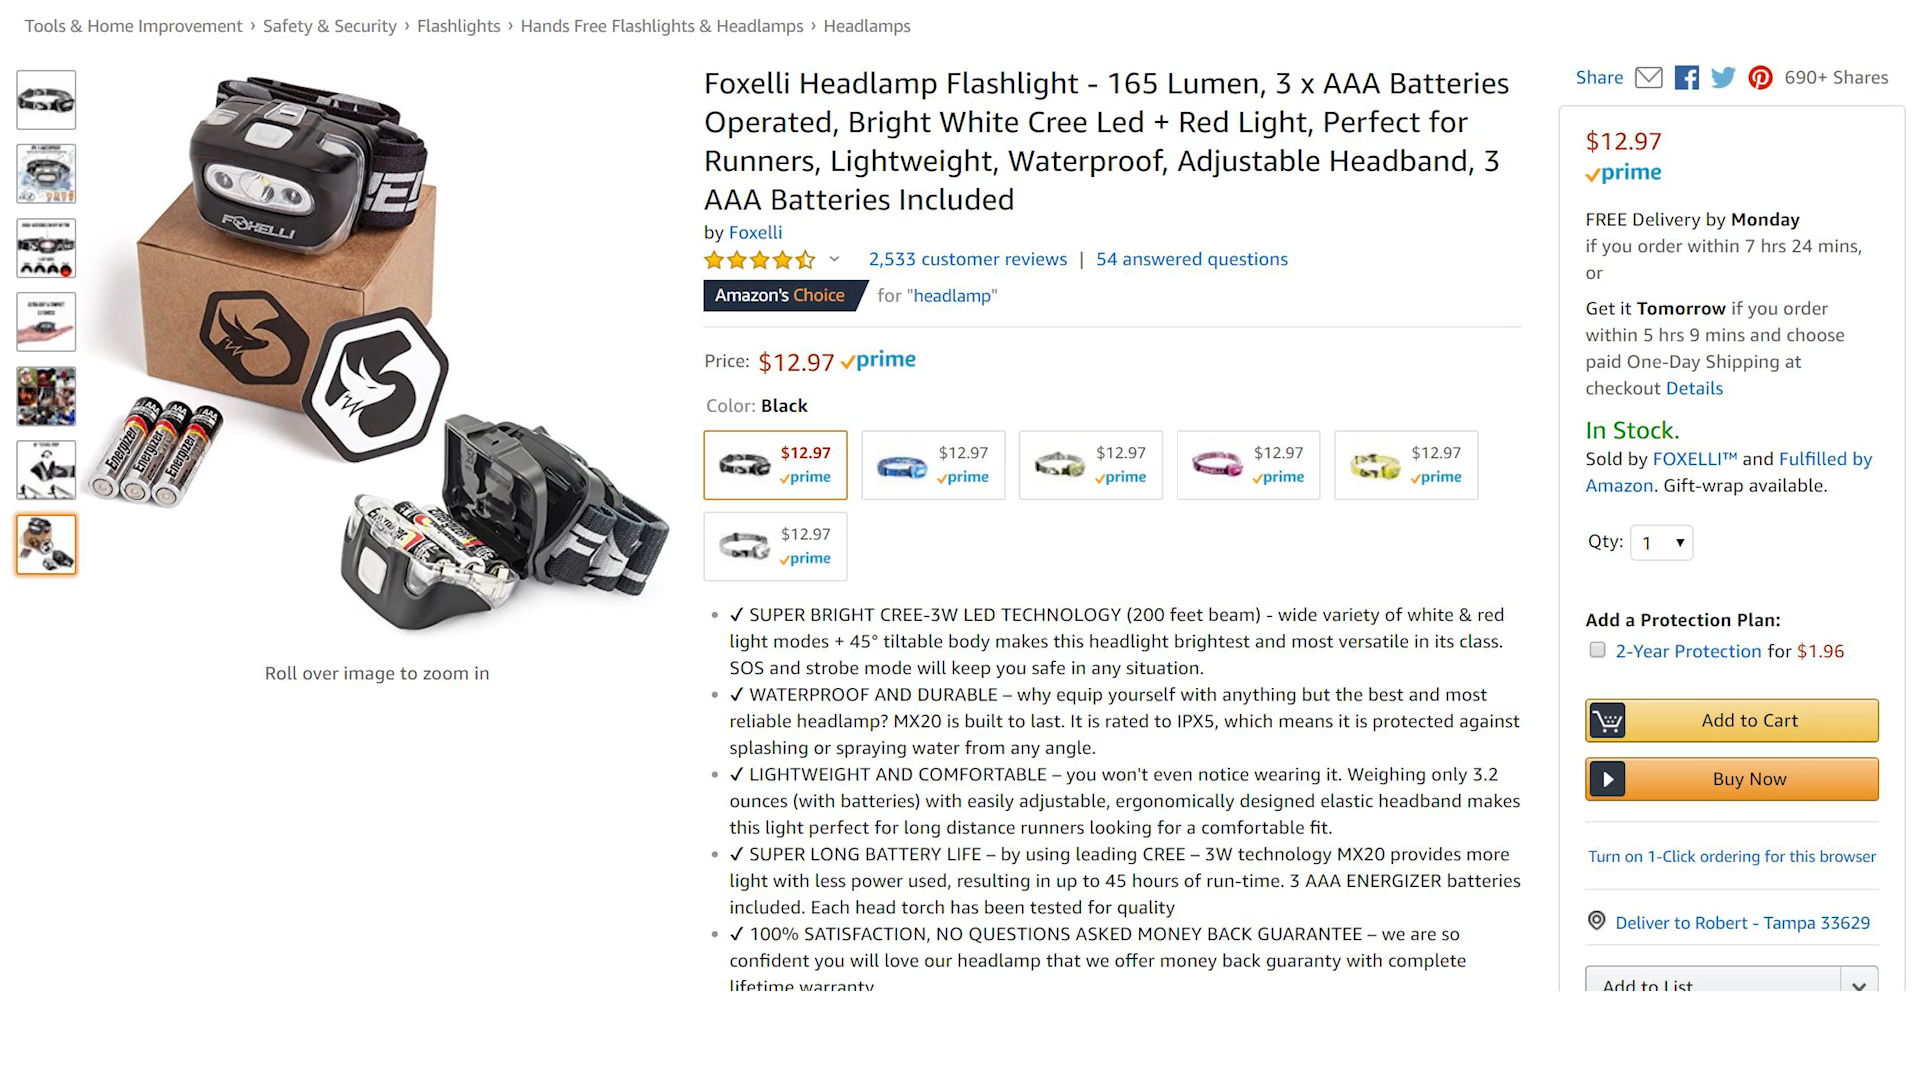 Tools & Home Improvement › Safety & Security › Flashlights › Hands Free Flashlights & Headlamps › Headlamps
FOXELLI
AAA AAA AAA
Energizer Energizer Energizer
Roll over image to zoom in
Foxelli Headlamp Flashlight - 165 Lumen, 3 x AAA Batteries
Operated, Bright White Cree Led + Red Light, Perfect for
Runners, Lightweight, Waterproof, Adjustable Headband, 3
AAA Batteries Included
by Foxelli
2,533 customer reviews | 54 answered questions
Amazon's Choice for "headlamp"
Price: $12.97 ✓prime
Color: Black
$12.97 $12.97 $12.97 $12.97 $12.97
✓prime ✓prime ✓prime ✓prime ✓prime
$12.97
✓prime
• ✓ SUPER BRIGHT CREE-3W LED TECHNOLOGY (200 feet beam) - wide variety of white & red
light modes + 45° tiltable body makes this headlight brightest and most versatile in its class.
SOS and strobe mode will keep you safe in any situation.
• ✓ WATERPROOF AND DURABLE – why equip yourself with anything but the best and most
reliable headlamp? MX20 is built to last. It is rated to IPX5, which means it is protected against
splashing or spraying water from any angle.
• ✓ LIGHTWEIGHT AND COMFORTABLE – you won't even notice wearing it. Weighing only 3.2
ounces (with batteries) with easily adjustable, ergonomically designed elastic headband makes
this light perfect for long distance runners looking for a comfortable fit.
• ✓ SUPER LONG BATTERY LIFE – by using leading CREE – 3W technology MX20 provides more
light with less power used, resulting in up to 45 hours of run-time. 3 AAA ENERGIZER batteries
included. Each head torch has been tested for quality
• ✓ 100% SATISFACTION, NO QUESTIONS ASKED MONEY BACK GUARANTEE – we are so
confident you will love our headlamp that we offer money back guaranty with complete
lifetime warranty
Share 690+ Shares
$12.97
✓prime
FREE Delivery by Monday
if you order within 7 hrs 24 mins,
or
Get it Tomorrow if you order
within 5 hrs 9 mins and choose
paid One-Day Shipping at
checkout Details
In Stock.
Sold by FOXELLI™ and Fulfilled by
Amazon. Gift-wrap available.
Qty: 1
Add a Protection Plan:
2-Year Protection for $1.96
Add to Cart
Buy Now
Turn on 1-Click ordering for this browser
Deliver to Robert - Tampa 33629
Add to List